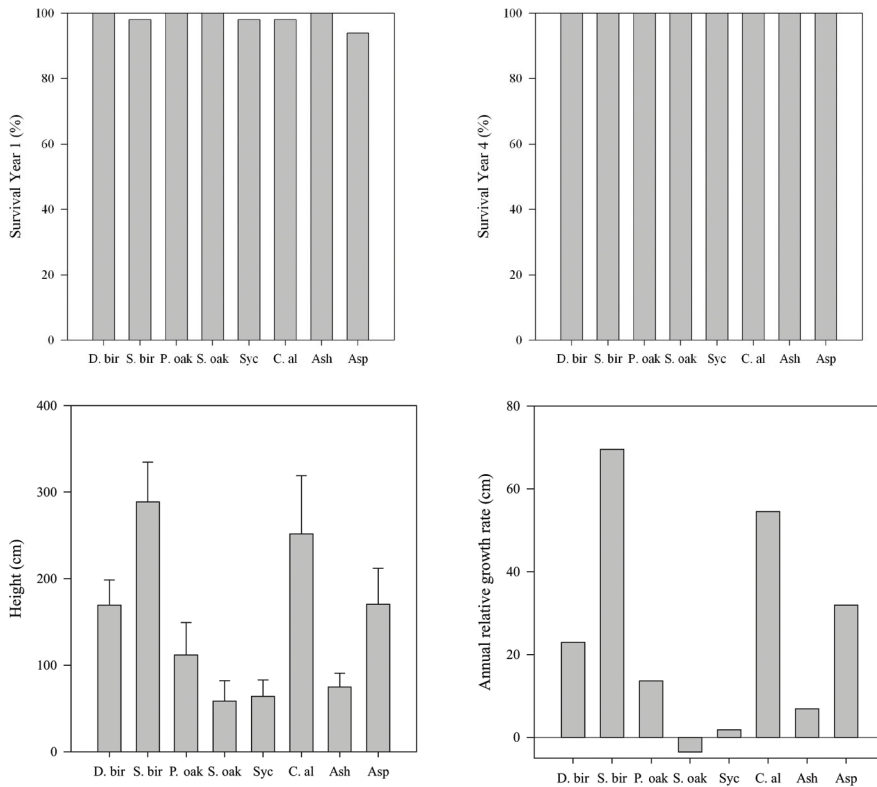 Survival Year 1 (%)
100
80
60
40
20
0
D. bir S. bir P. oak S. oak Syc C. al Ash Asp
Survival Year 4 (%)
100
80
60
40
20
0
D. bir S. bir P. oak S. oak Syc C. al Ash Asp
Height (cm)
400
300
200
100
0
D. bir S. bir P. oak S. oak Syc C. al Ash Asp
Annual relative growth rate (cm)
80
60
40
20
0
D. bir S. bir P. oak S. oak Syc C. al Ash Asp